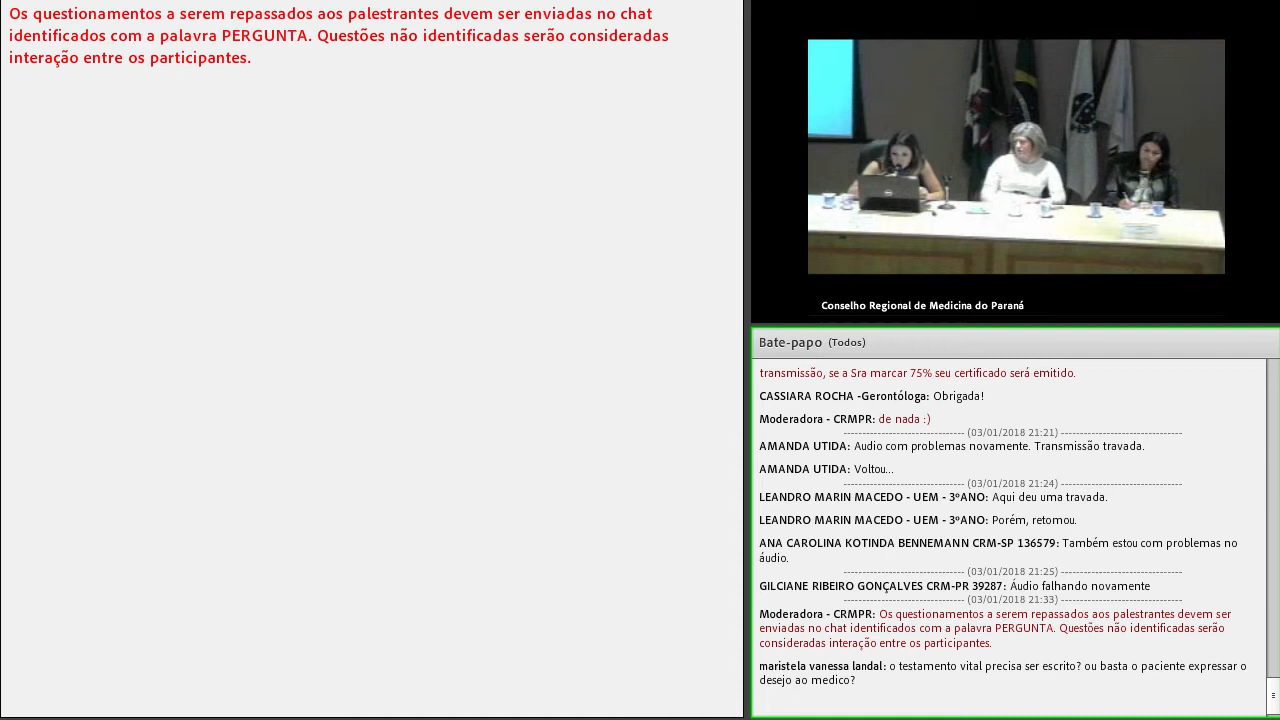 Os questionamentos a serem repassados aos palestrantes devem ser enviadas no chat
identificados com a palavra PERGUNTA. Questões não identificadas serão consideradas
interação entre os participantes.
Conselho Regional de Medicina do Paraná
Bate-papo (Todos)
transmissão, se a Sra marcar 75% seu certificado será emitido.
CASSIARA ROCHA -Gerontóloga: Obrigada!
Moderadora - CRMPR: de nada :)
-------------------------------- (03/01/2018 21:21) --------------------------------
AMANDA UTIDA: Audio com problemas novamente. Transmissão travada.
AMANDA UTIDA: Voltou...
-------------------------------- (03/01/2018 21:24) --------------------------------
LEANDRO MARIN MACEDO - UEM - 3ºANO: Aqui deu uma travada.
LEANDRO MARIN MACEDO - UEM - 3ºANO: Porém, retomou.
ANA CAROLINA KOTINDA BENNEMANN CRM-SP 136579: Também estou com problemas no
áudio.
-------------------------------- (03/01/2018 21:25) --------------------------------
GILCIANE RIBEIRO GONÇALVES CRM-PR 39287: Áudio falhando novamente
-------------------------------- (03/01/2018 21:33) --------------------------------
Moderadora - CRMPR: Os questionamentos a serem repassados aos palestrantes devem ser
enviadas no chat identificados com a palavra PERGUNTA. Questões não identificadas serão
consideradas interação entre os participantes.
maristela vanessa landal: o testamento vital precisa ser escrito? ou basta o paciente expressar o
desejo ao medico?